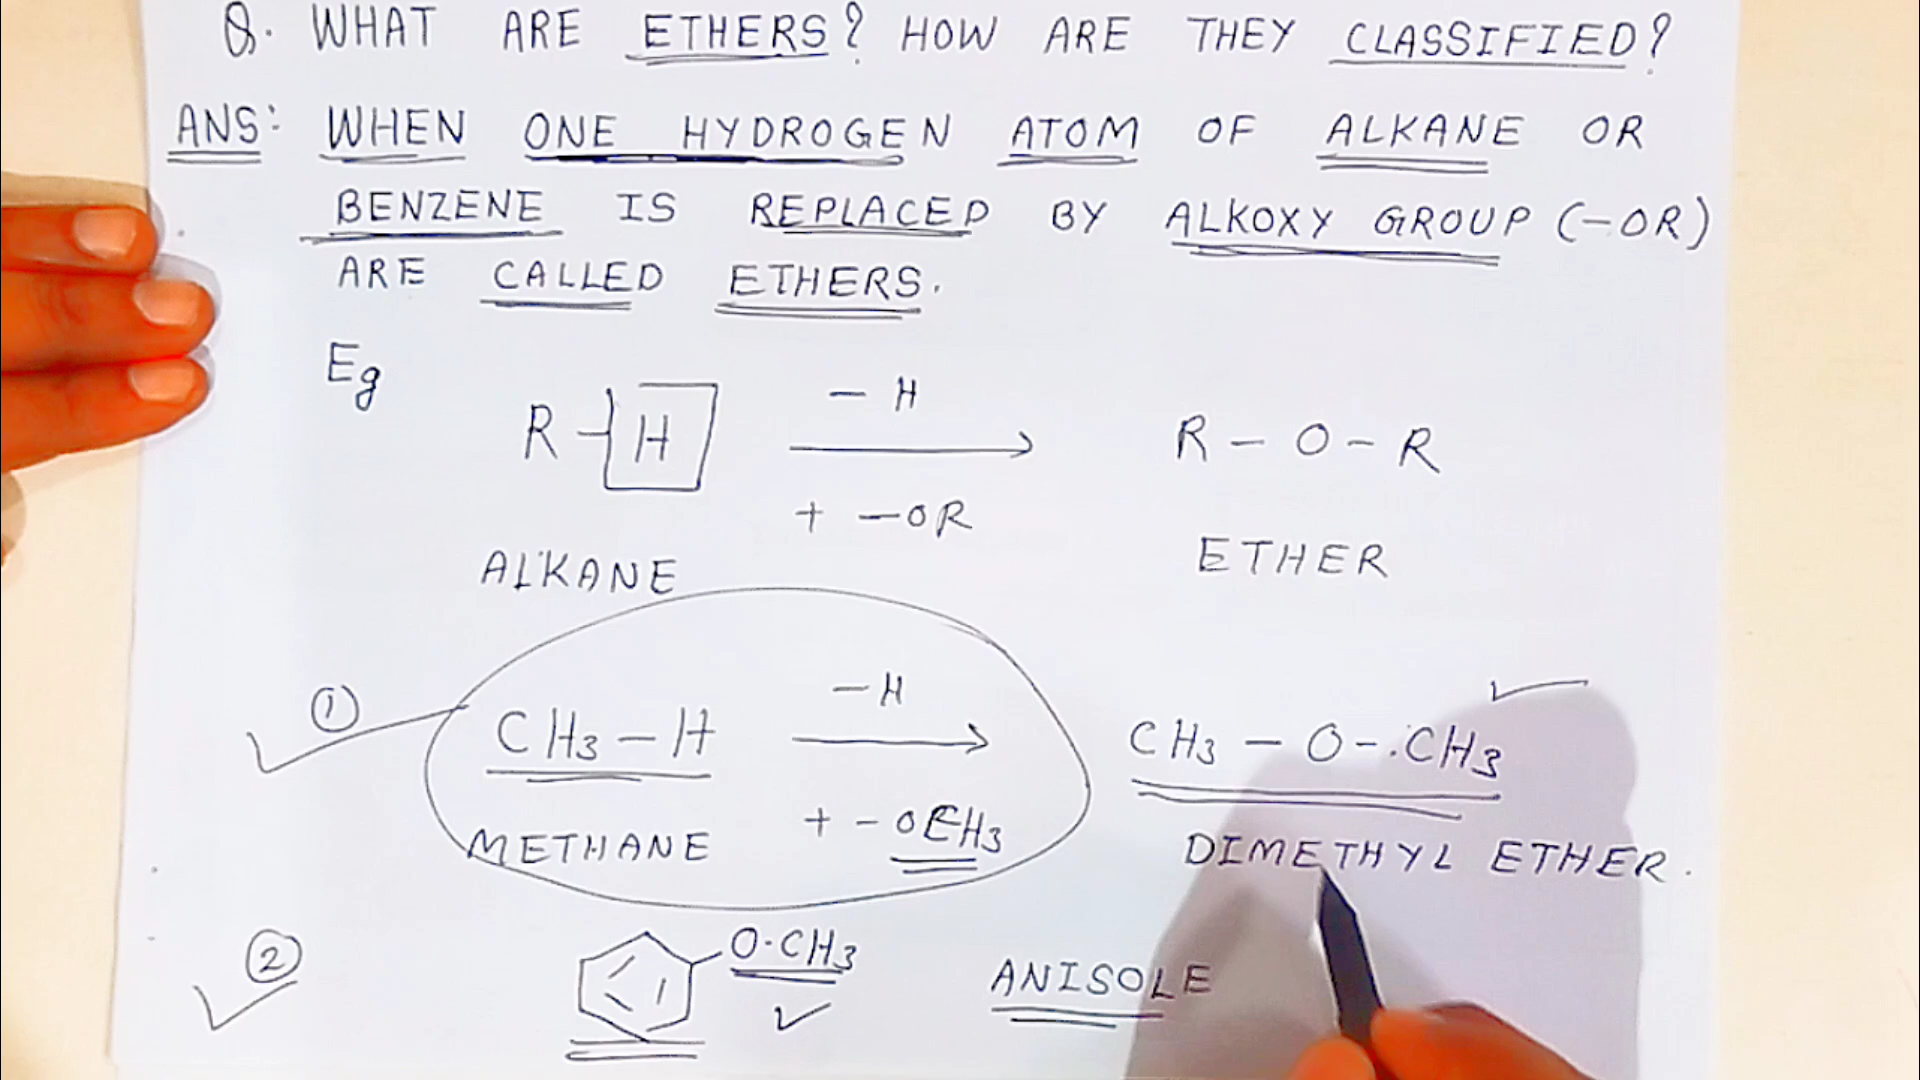 Q. WHAT ARE ETHERS? HOW ARE THEY CLASSIFIED?
ANS: WHEN ONE HYDROGEN ATOM OF ALKANE OR
BENZENE IS REPLACED BY ALKOXY GROUP (-OR)
ARE CALLED ETHERS.
Eg
- H
R - H → R - O - R
+ -OR
ALKANE ETHER
① - H
CH3 - H → CH3 - O - CH3
METHANE + - OCH3 DIMETHYL ETHER.
② O·CH3 ANISOLE